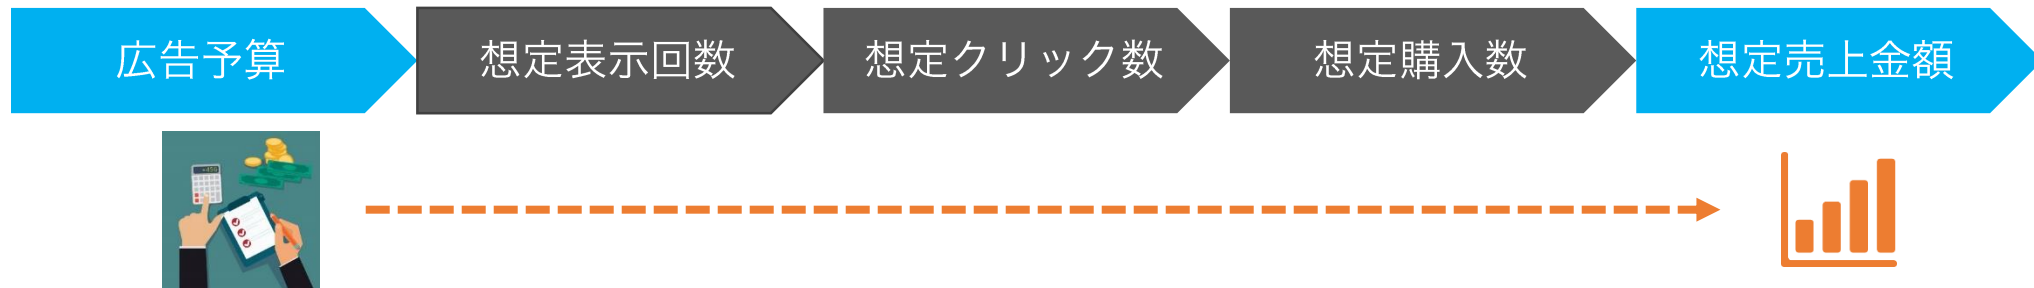 広告予算
想定表示回数
想定クリック数
想定購入数
想定売上金額